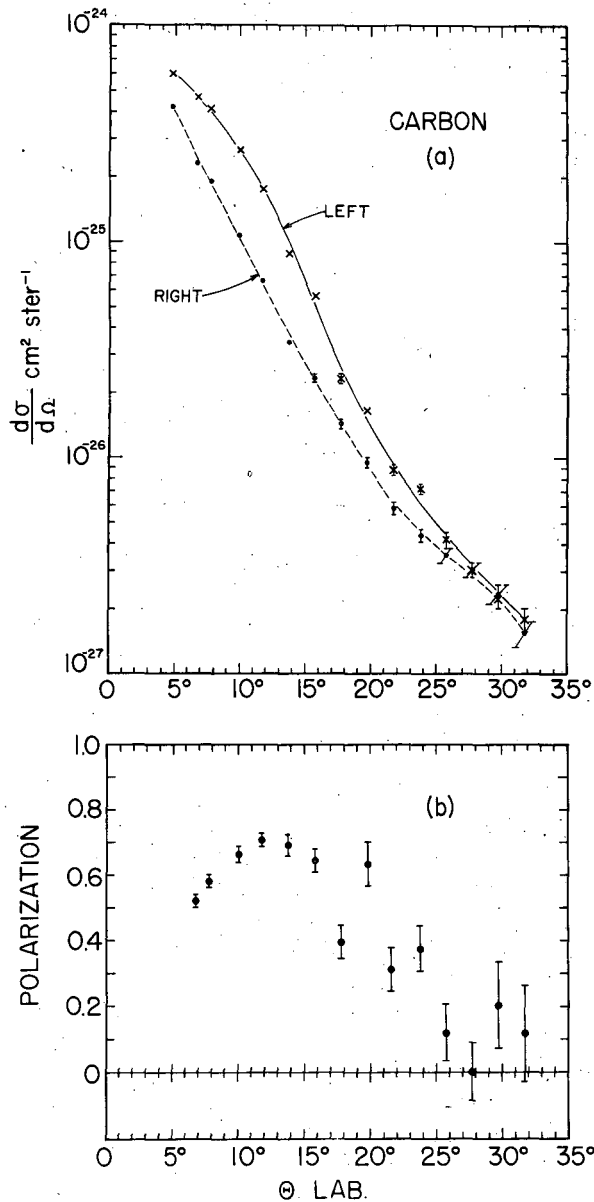 10⁻²⁴
CARBON
(a)
LEFT
10⁻²⁵
RIGHT
dσ/dΩ cm² ster⁻¹
10⁻²⁶
10⁻²⁷
0 5° 10° 15° 20° 25° 30° 35°
1.0
(b)
0.8
0.6
POLARIZATION
0.4
0.2
0
0 5° 10° 15° 20° 25° 30° 35°
Θ LAB.